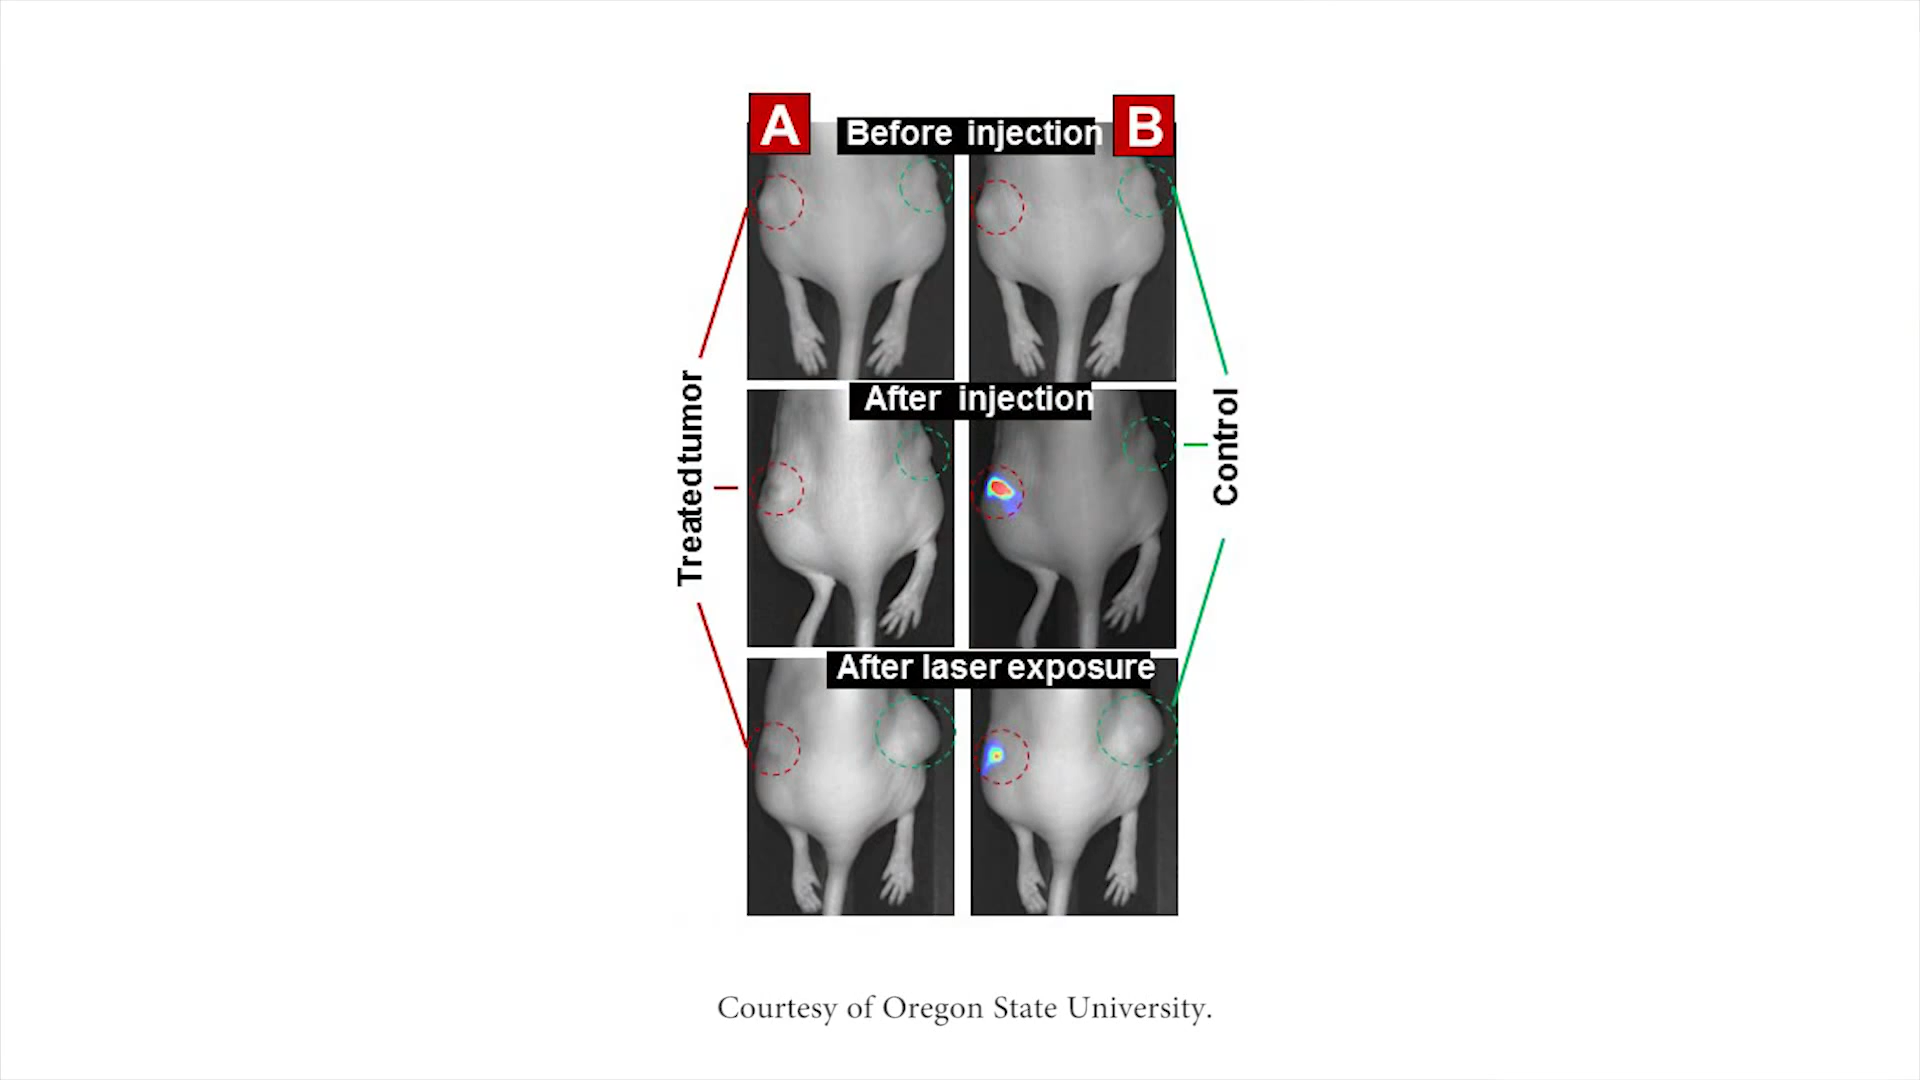 A
Before injection
B
After injection
Treated tumor
Control
After laser exposure
Courtesy of Oregon State University.